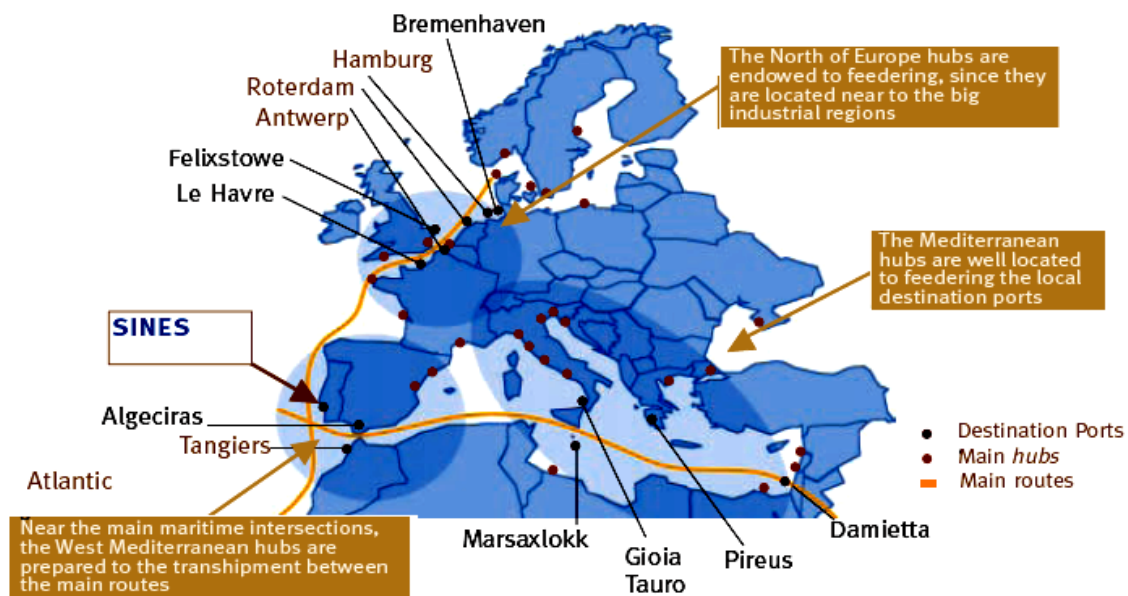 Bremenhaven
Hamburg
Roterdam
Antwerp
Felixstowe
Le Havre
The North of Europe hubs are
endowed to feedering, since they
are located near to the big
industrial regions
The Mediterranean
hubs are well located
to feedering the local
destination ports
SINES
Algeciras
Tangiers
Atlantic
Destination Ports
Main hubs
Main routes
Near the main maritime intersections,
the West Mediterranean hubs are
prepared to the transhipment between
the main routes
Marsaxlokk
Gioia
Tauro
Pireus
Damietta